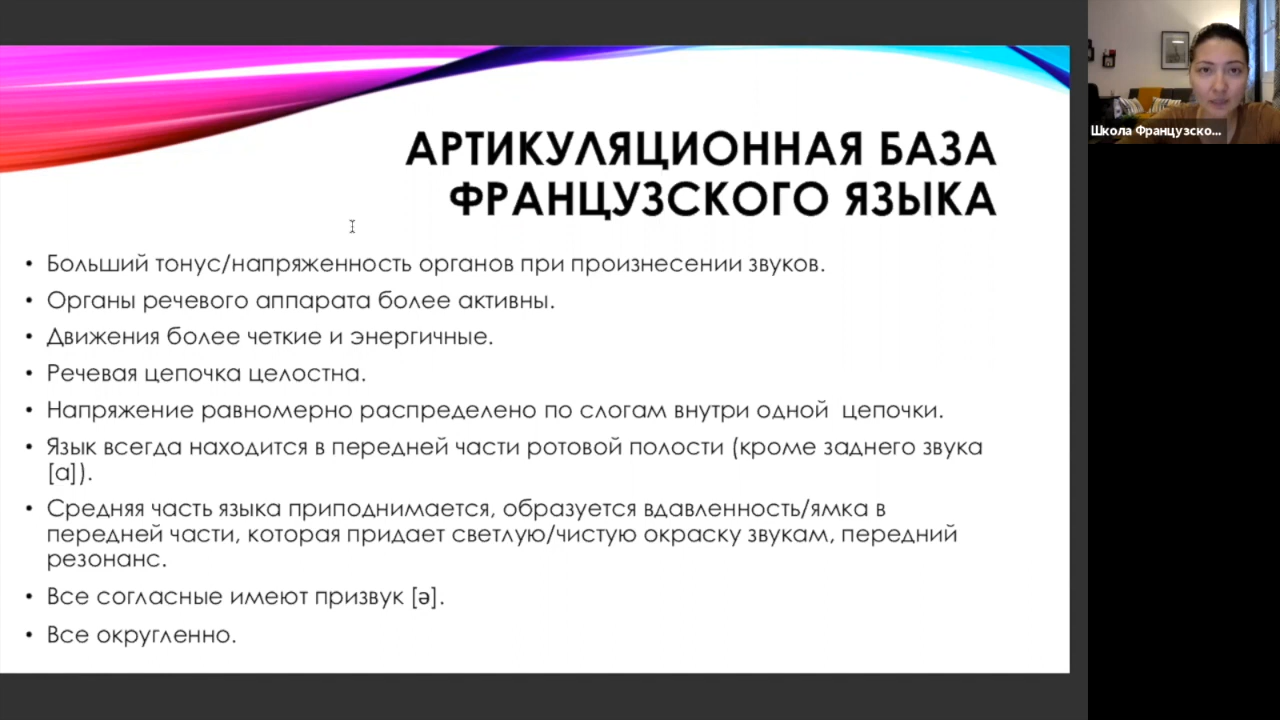 АРТИКУЛЯЦИОННАЯ БАЗА
ФРАНЦУЗСКОГО ЯЗЫКА
• Больший тонус/напряженность органов при произнесении звуков.
• Органы речевого аппарата более активны.
• Движения более четкие и энергичные.
• Речевая цепочка целостна.
• Напряжение равномерно распределено по слогам внутри одной цепочки.
• Язык всегда находится в передней части ротовой полости (кроме заднего звука
[ɑ]).
• Средняя часть языка приподнимается, образуется вдавленность/ямка в
передней части, которая придает светлую/чистую окраску звукам, передний
резонанс.
• Все согласные имеют призвук [ə].
• Все округленно.
Школа Французско...